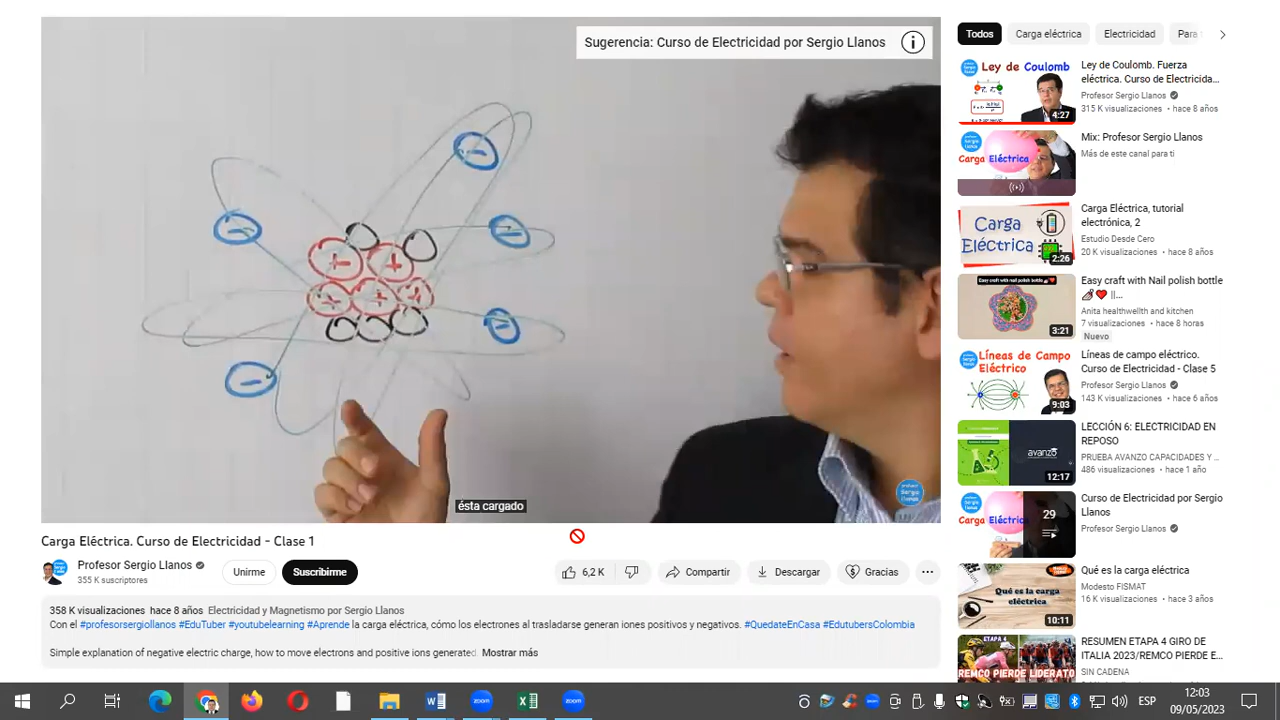 Sugerencia: Curso de Electricidad por Sergio Llanos
ésta cargado
Carga Eléctrica. Curso de Electricidad - Clase 1
Profesor Sergio Llanos
355 K suscriptores
Unirme
Suscribirme
6,2 K
Compartir
Descargar
Gracias
358 K visualizaciones hace 8 años Electricidad y Magnetismo por Sergio Llanos
Con el #profesorsergiollanos #EduTuber #youtubelearning #Aprende la carga eléctrica, cómo los electrones al trasladarse generan iones positivos y negativos. #QuedateEnCasa #EdutubersColombia
Simple explanation of negative electric charge, how to move electrons and positive ions generated
Mostrar más
Todos
Carga eléctrica
Electricidad
Ley de Coulomb
4:27
Ley de Coulomb. Fuerza
eléctrica. Curso de Electricida...
Profesor Sergio Llanos
315 K visualizaciones • hace 8 años
Carga Eléctrica
Mix: Profesor Sergio Llanos
Más de este canal para ti
Carga
Eléctrica
2:26
Carga Eléctrica, tutorial
electrónica, 2
Estudio Desde Cero
20 K visualizaciones • hace 8 años
Easy craft with Nail polish bottle
3:21
Easy craft with Nail polish bottle
||...
Anita healthwellth and kitchen
7 visualizaciones • hace 8 horas
Nuevo
Líneas de Campo
Eléctrico
9:03
Líneas de campo eléctrico.
Curso de Electricidad - Clase 5
Profesor Sergio Llanos
143 K visualizaciones • hace 6 años
avanzo
12:17
LECCIÓN 6: ELECTRICIDAD EN
REPOSO
PRUEBA AVANZO CAPACIDADES Y ...
486 visualizaciones • hace 1 año
Carga Eléctrica
29
Curso de Electricidad por Sergio
Llanos
Profesor Sergio Llanos
Qué es la carga
eléctrica
10:11
Qué es la carga eléctrica
Modesto FISMAT
16 K visualizaciones • hace 3 años
ETAPA 4
REMCO PIERDE LIDERATO
RESUMEN ETAPA 4 GIRO DE
ITALIA 2023/REMCO PIERDE E...
SIN CADENA
ESP
12:03
09/05/2023